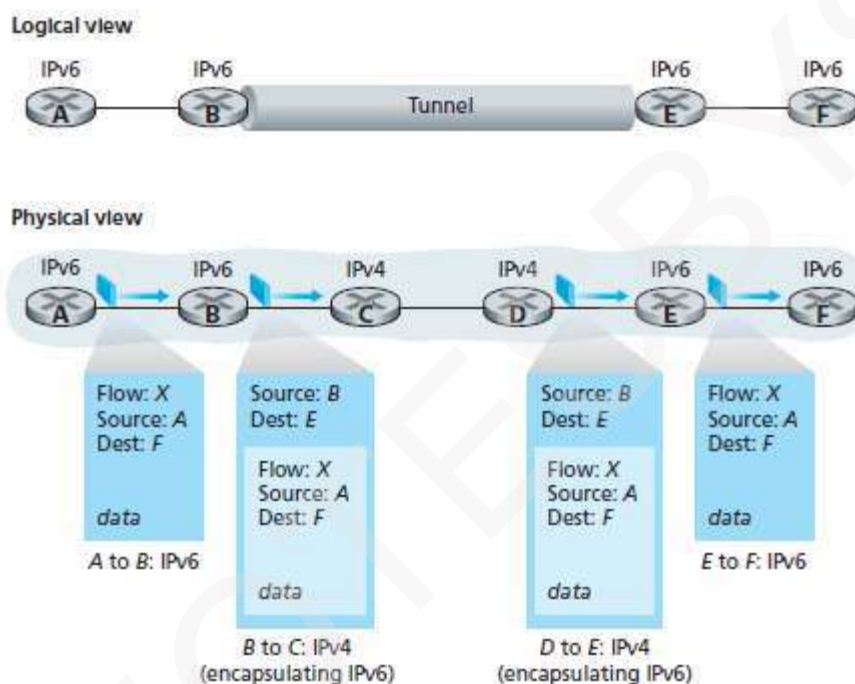 Logical view
IPv6 IPv6 IPv6 IPv6
A B Tunnel E F
Physical view
IPv6 IPv6 IPv4 IPv4 IPv6 IPv6
A B C D E F
Flow: X
Source: A
Dest: F
data
A to B: IPv6
Source: B
Dest: E
Flow: X
Source: A
Dest: F
data
B to C: IPv4
(encapsulating IPv6)
Source: B
Dest: E
Flow: X
Source: A
Dest: F
data
D to E: IPv4
(encapsulating IPv6)
Flow: X
Source: A
Dest: F
data
E to F: IPv6